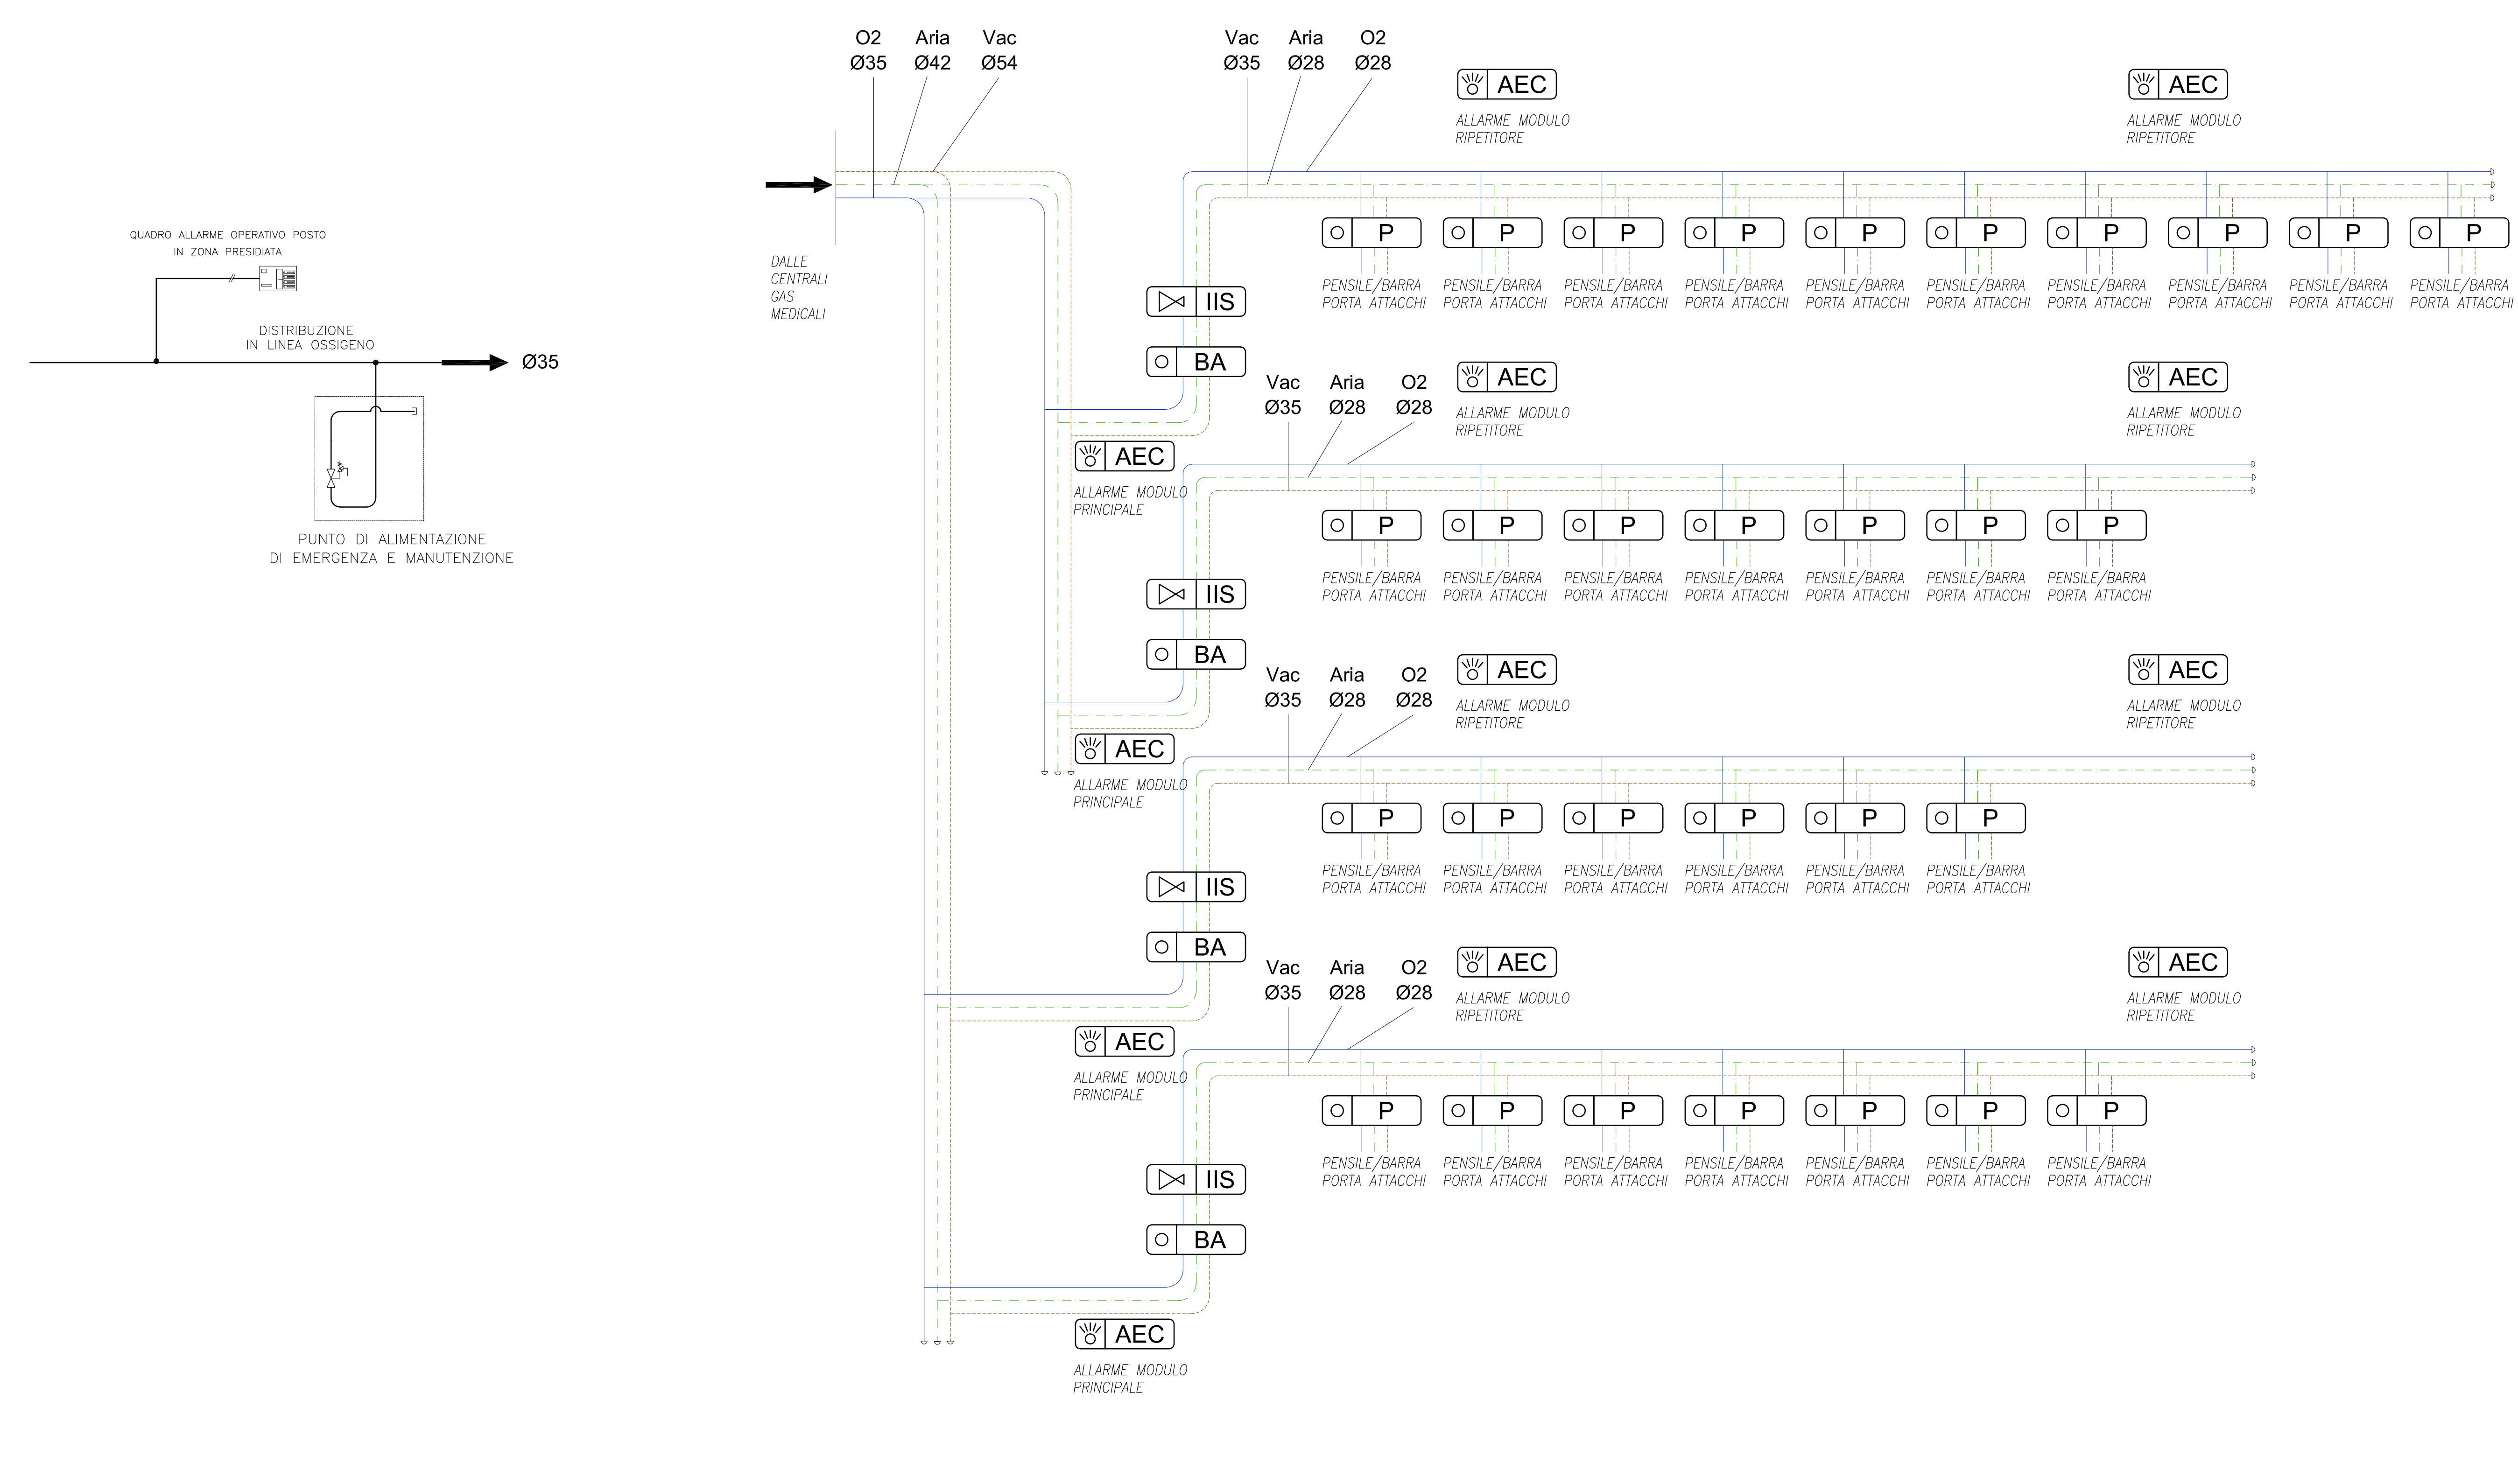 O2 Aria Vac
Ø35 Ø42 Ø54
Vac Aria O2
Ø35 Ø28 Ø28
AEC
ALLARME MODULO
RIPETITORE
AEC
ALLARME MODULO
RIPETITORE
QUADRO ALLARME OPERATIVO POSTO
IN ZONA PRESIDIATA
DISTRIBUZIONE
IN LINEA OSSIGENO
Ø35
PUNTO DI ALIMENTAZIONE
DI EMERGENZA E MANUTENZIONE
DALLE
CENTRALI
GAS
MEDICALI
P P P P P P P P P P
PENSILE/BARRA PENSILE/BARRA PENSILE/BARRA PENSILE/BARRA PENSILE/BARRA PENSILE/BARRA PENSILE/BARRA PENSILE/BARRA PENSILE/BARRA PENSILE/BARRA
PORTA ATTACCHI PORTA ATTACCHI PORTA ATTACCHI PORTA ATTACCHI PORTA ATTACCHI PORTA ATTACCHI PORTA ATTACCHI PORTA ATTACCHI PORTA ATTACCHI PORTA ATTACCHI
IIS
BA
AEC
ALLARME MODULO
PRINCIPALE
Vac Aria O2
Ø35 Ø28 Ø28
AEC
ALLARME MODULO
RIPETITORE
AEC
ALLARME MODULO
RIPETITORE
P P P P P P P
PENSILE/BARRA PENSILE/BARRA PENSILE/BARRA PENSILE/BARRA PENSILE/BARRA PENSILE/BARRA PENSILE/BARRA
PORTA ATTACCHI PORTA ATTACCHI PORTA ATTACCHI PORTA ATTACCHI PORTA ATTACCHI PORTA ATTACCHI PORTA ATTACCHI
IIS
BA
AEC
ALLARME MODULO
PRINCIPALE
Vac Aria O2
Ø35 Ø28 Ø28
AEC
ALLARME MODULO
RIPETITORE
AEC
ALLARME MODULO
RIPETITORE
P P P P P P
PENSILE/BARRA PENSILE/BARRA PENSILE/BARRA PENSILE/BARRA PENSILE/BARRA PENSILE/BARRA
PORTA ATTACCHI PORTA ATTACCHI PORTA ATTACCHI PORTA ATTACCHI PORTA ATTACCHI PORTA ATTACCHI
IIS
BA
AEC
ALLARME MODULO
PRINCIPALE
Vac Aria O2
Ø35 Ø28 Ø28
AEC
ALLARME MODULO
RIPETITORE
AEC
ALLARME MODULO
RIPETITORE
P P P P P P P
PENSILE/BARRA PENSILE/BARRA PENSILE/BARRA PENSILE/BARRA PENSILE/BARRA PENSILE/BARRA PENSILE/BARRA
PORTA ATTACCHI PORTA ATTACCHI PORTA ATTACCHI PORTA ATTACCHI PORTA ATTACCHI PORTA ATTACCHI PORTA ATTACCHI
IIS
BA
AEC
ALLARME MODULO
PRINCIPALE